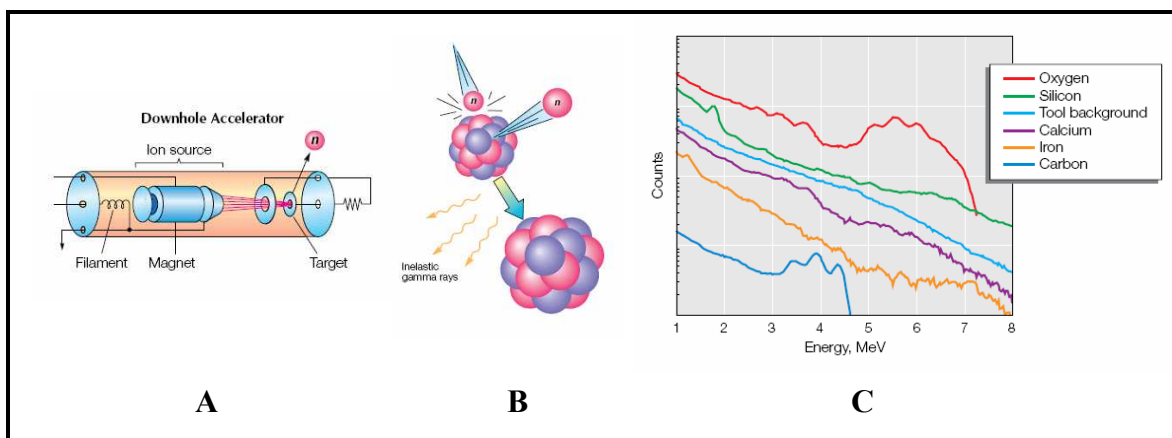 Downhole Accelerator
Ion source
n
Filament
Magnet
Target
A
n
n
Inelastic
gamma rays
B
Counts
1 2 3 4 5 6 7 8
Energy, MeV
Oxygen
Silicon
Tool background
Calcium
Iron
Carbon
C